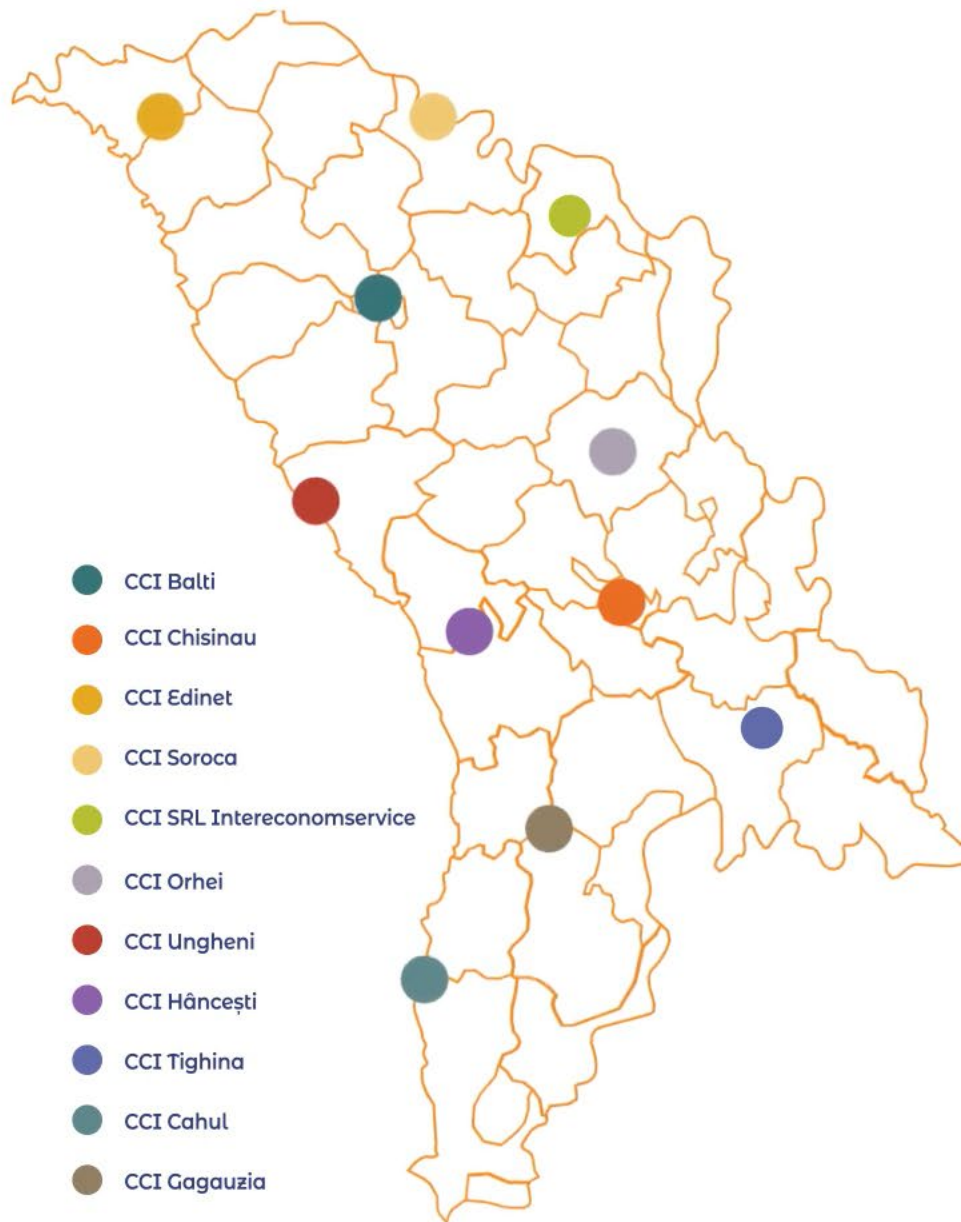 CCI Balti
CCI Chisinau
CCI Edinet
CCI Soroca
CCI SRL Intereconomservice
CCI Orhei
CCI Ungheni
CCI Hâncești
CCI Tighina
CCI Cahul
CCI Gagauzia